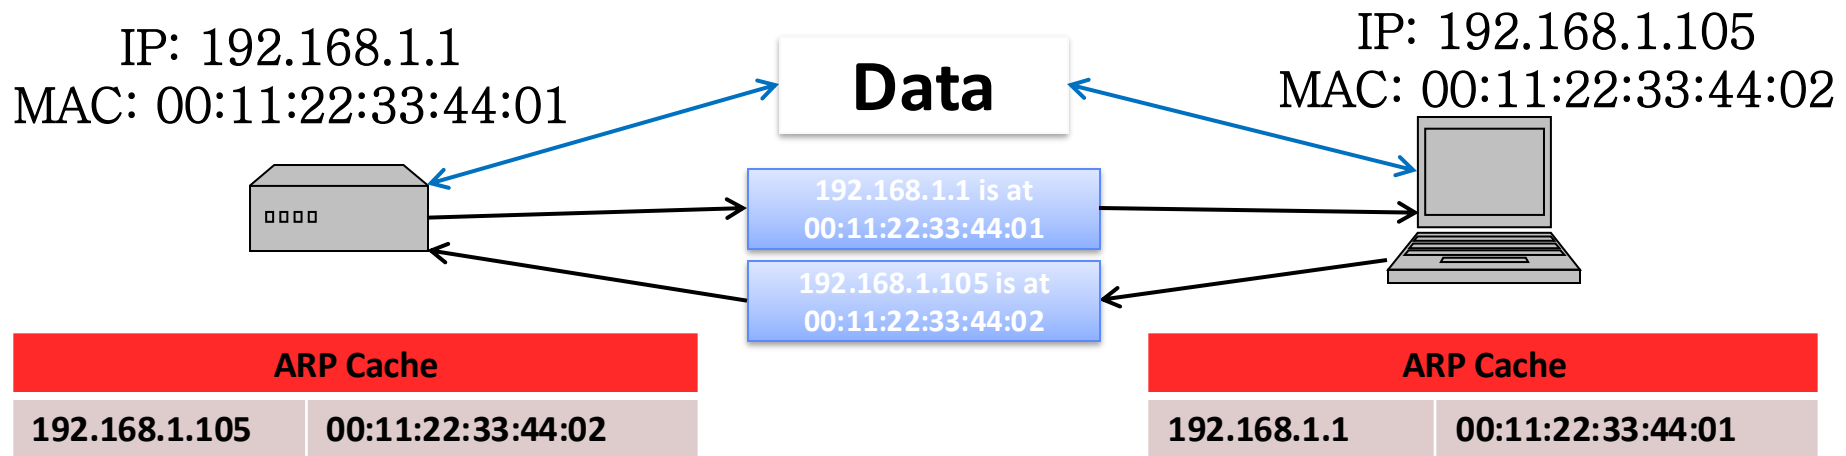 IP: 192.168.1.1
MAC: 00:11:22:33:44:01
Data
IP: 192.168.1.105
MAC: 00:11:22:33:44:02
192.168.1.1 is at
00:11:22:33:44:01
192.168.1.105 is at
00:11:22:33:44:02
ARP Cache
192.168.1.105 00:11:22:33:44:02
ARP Cache
192.168.1.1 00:11:22:33:44:01